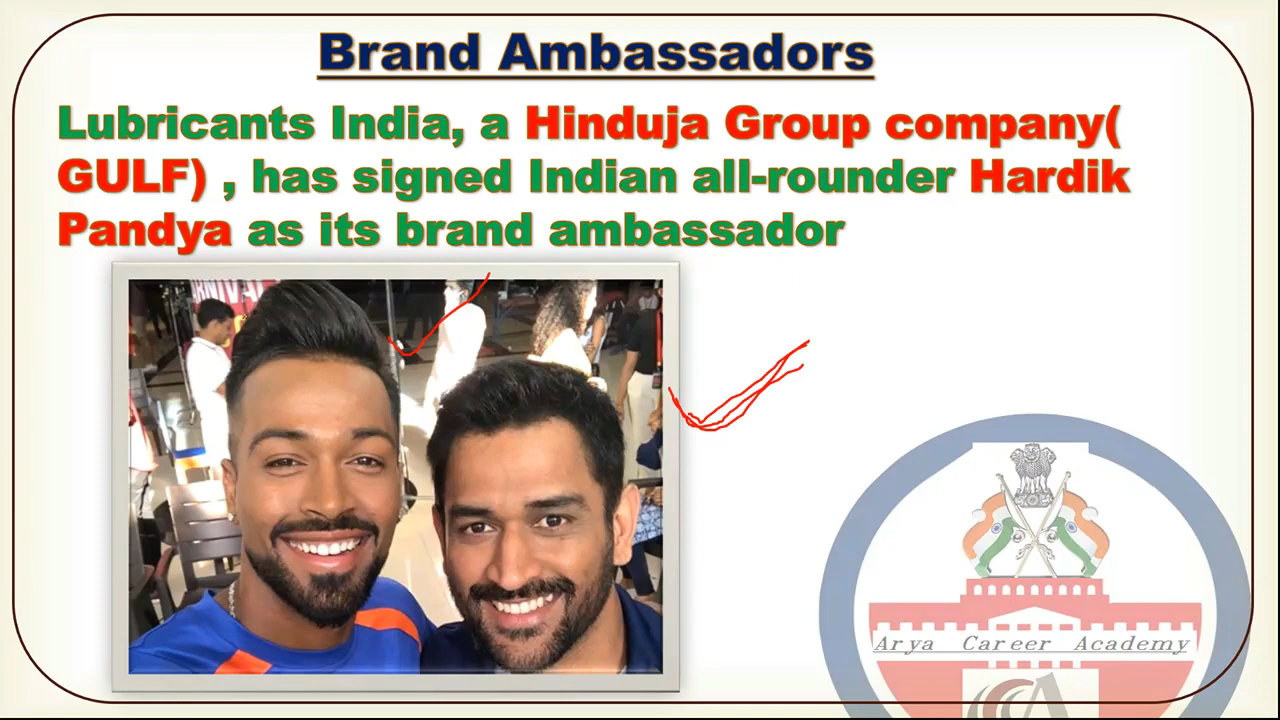 Brand Ambassadors
Lubricants India, a Hinduja Group company(
GULF) , has signed Indian all-rounder Hardik
Pandya as its brand ambassador
Arya Career Academy